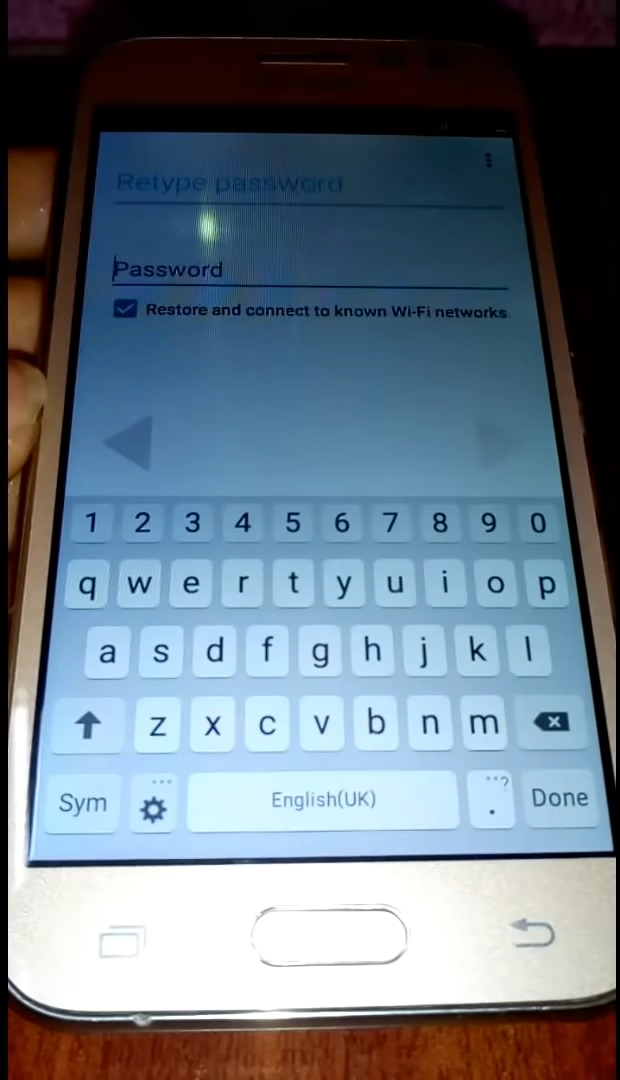 Retype password
Password
Restore and connect to known Wi-Fi networks
1 2 3 4 5 6 7 8 9 0
q w e r t y u i o p
a s d f g h j k l
z x c v b n m
Sym English(UK) ...? . Done